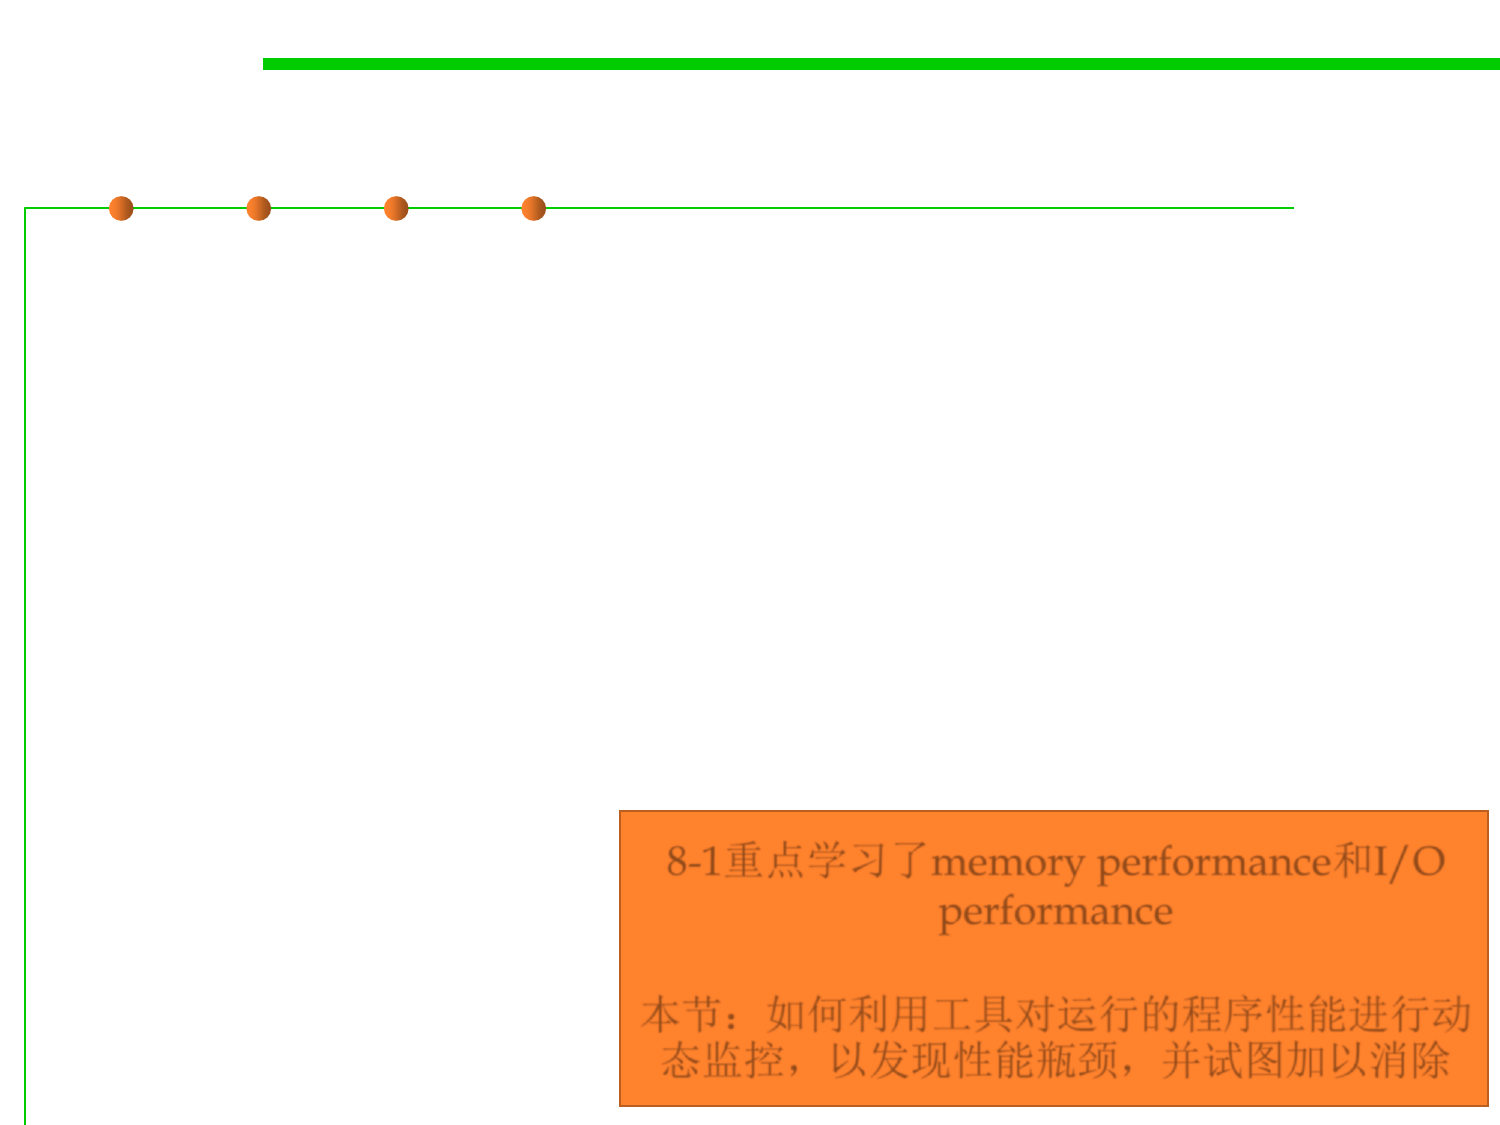 8-1重点学习了memory performance和I/O
performance
本节：如何利用工具对运行的程序性能进行动
态监控，以发现性能瓶颈，并试图加以消除